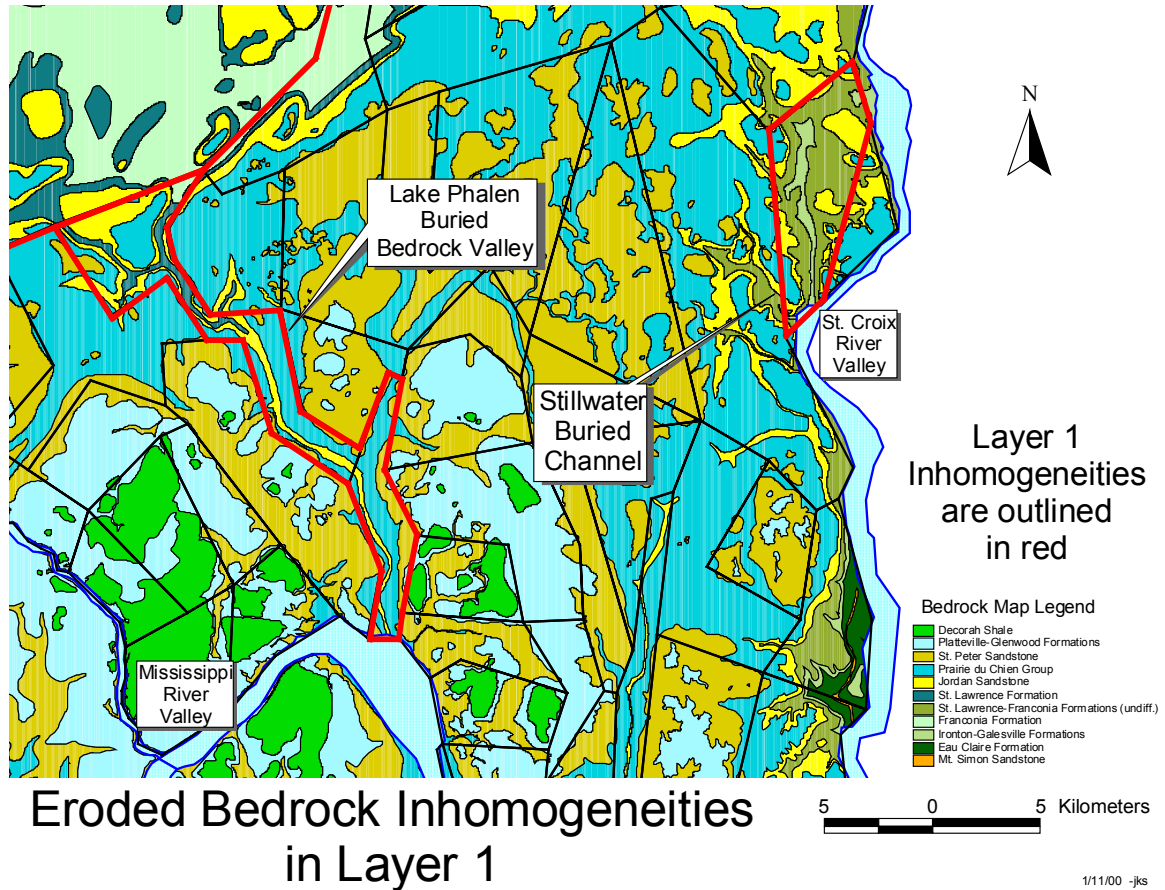 N
Lake Phalen
Buried
Bedrock Valley
St. Croix
River
Valley
Stillwater
Buried
Channel
Layer 1
Inhomogeneities
are outlined
in red
Mississippi
River
Valley
Bedrock Map Legend
Decorah Shale
Platteville-Glenwood Formations
St. Peter Sandstone
Prairie du Chien Group
Jordan Sandstone
St. Lawrence Formation
St. Lawrence-Franconia Formations (undiff.)
Franconia Formation
Ironton-Galesville Formations
Eau Claire Formation
Mt. Simon Sandstone
Eroded Bedrock Inhomogeneities
in Layer 1
5 0 5 Kilometers
1/11/00 -jks